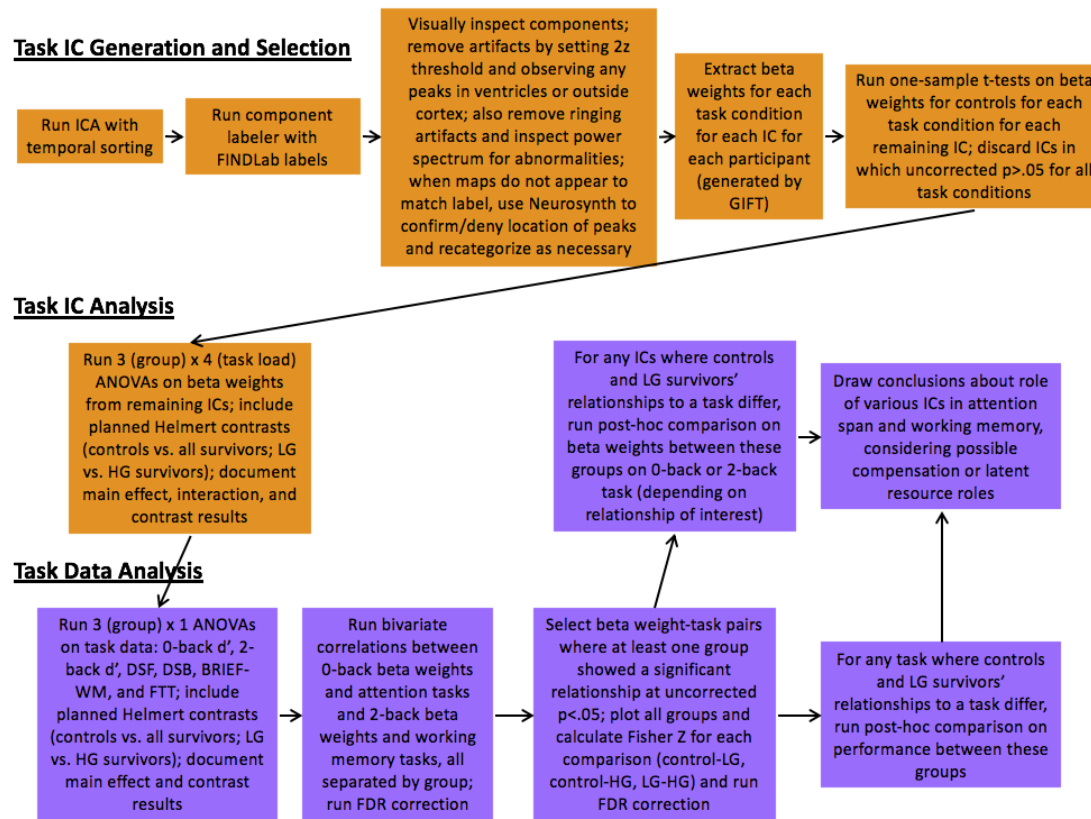 Task IC Generation and Selection
Run ICA with
temporal sorting
Run component
labeler with
FINDLab labels
Visually inspect components;
remove artifacts by setting 2z
threshold and observing any
peaks in ventricles or outside
cortex; also remove ringing
artifacts and inspect power
spectrum for abnormalities;
when maps do not appear to
match label, use Neurosynth to
confirm/deny location of peaks
and recategorize as necessary
Extract beta
weights for each
task condition
for each IC for
each participant
(generated by
GIFT)
Run one-sample t-tests on beta
weights for controls for each
task condition for each
remaining IC; discard ICs in
which uncorrected p>.05 for all
task conditions
Task IC Analysis
Run 3 (group) x 4 (task load)
ANOVAs on beta weights
from remaining ICs; include
planned Helmert contrasts
(controls vs. all survivors; LG
vs. HG survivors); document
main effect, interaction, and
contrast results
For any ICs where controls
and LG survivors’
relationships to a task differ,
run post-hoc comparison on
beta weights between these
groups on 0-back or 2-back
task (depending on
relationship of interest)
Draw conclusions about role
of various ICs in attention
span and working memory,
considering possible
compensation or latent
resource roles
Task Data Analysis
Run 3 (group) x 1 ANOVAs
on task data: 0-back d’, 2-
back d’, DSF, DSB, BRIEF-
WM, and FTT; include
planned Helmert contrasts
(controls vs. all survivors; LG
vs. HG survivors); document
main effect and contrast
results
Run bivariate
correlations between
0-back beta weights
and attention tasks
and 2-back beta
weights and working
memory tasks, all
separated by group;
run FDR correction
Select beta weight-task pairs
where at least one group
showed a significant
relationship at uncorrected
p<.05; plot all groups and
calculate Fisher Z for each
comparison (control-LG,
control-HG, LG-HG) and run
FDR correction
For any task where controls
and LG survivors’
relationships to a task differ,
run post-hoc comparison on
performance between these
groups